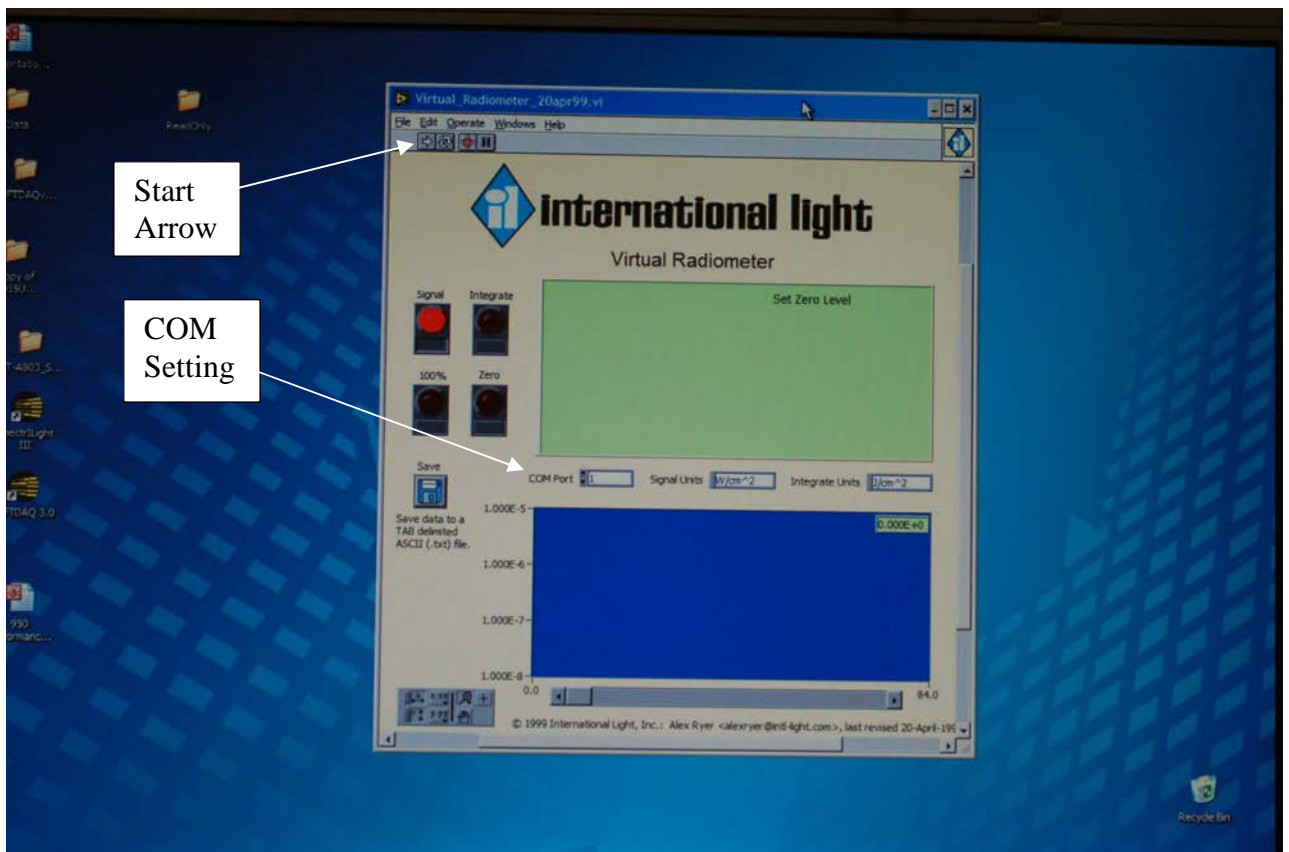 Virtual_Radiometer_20apr99.vi
File Edit Operate Windows Help
Start
Arrow
international light
Virtual Radiometer
Signal Integrate
Set Zero Level
COM
Setting
100% Zero
Save
COM Port 1 Signal Units W/cm^2 Integrate Units J/cm^2
Save data to a
TAB delimited
ASCII (.txt) file.
1.000E-5
0.000E+0
1.000E-6
1.000E-7
1.000E-8
0.0 84.0
© 1999 International Light, Inc.: Alex Ryer <alexryer@intl-light.com>, last revised 20-April-199
ReadOnly
Data
III
950
Recycle Bin